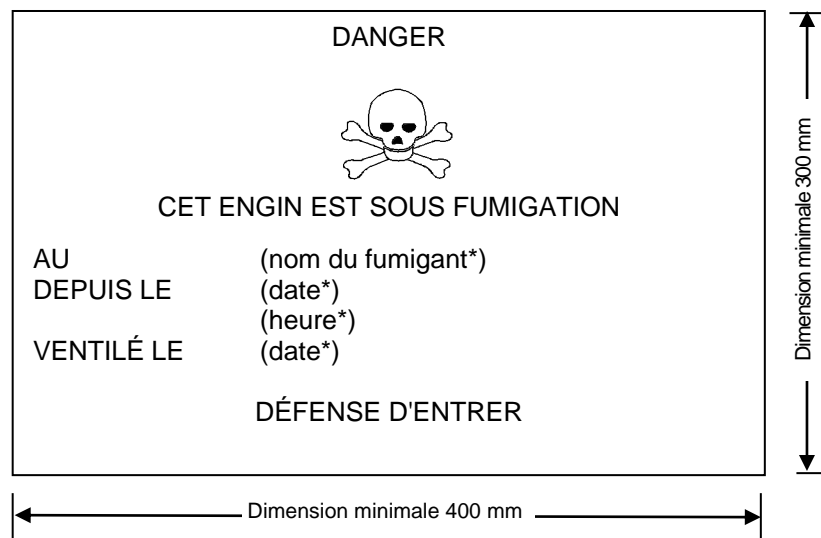 DANGER
CET ENGIN EST SOUS FUMIGATION
AU (nom du fumigant*)
DEPUIS LE (date*)
(heure*)
VENTILÉ LE (date*)
DÉFENSE D'ENTRER
Dimension minimale 300 mm
Dimension minimale 400 mm